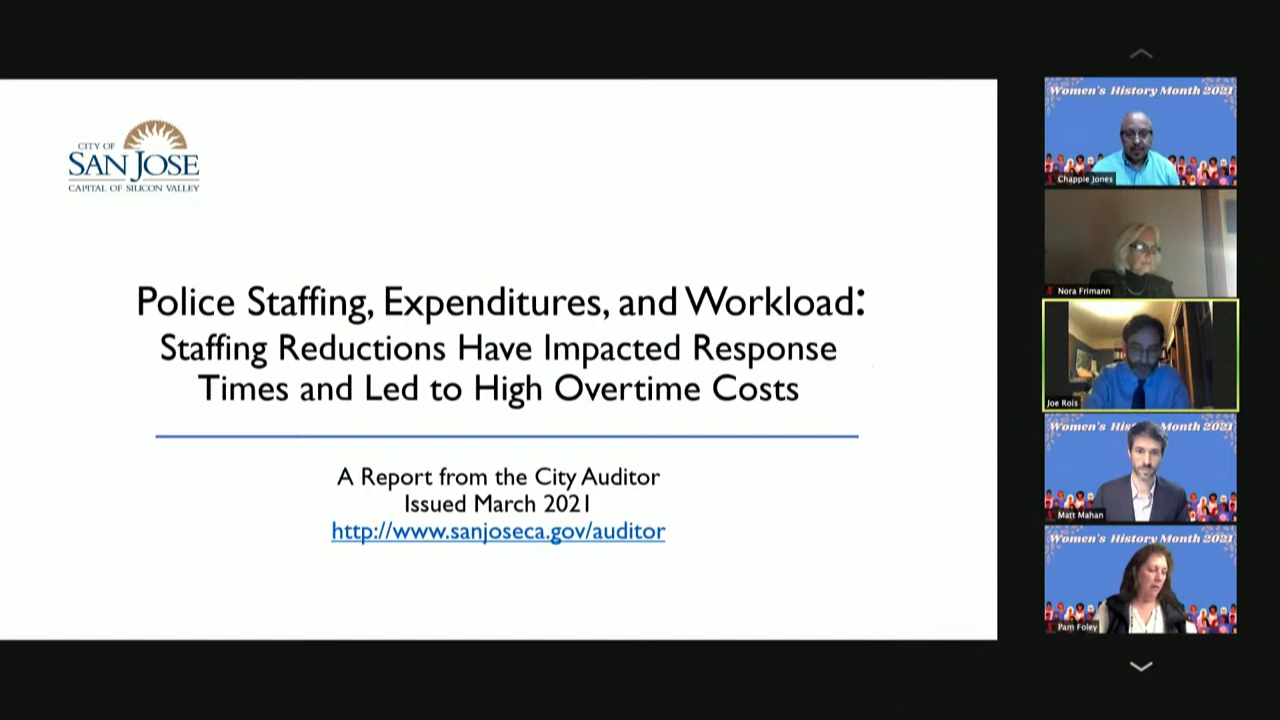 CITY OF
SAN JOSE
CAPITAL OF SILICON VALLEY
Police Staffing, Expenditures, and Workload:
Staffing Reductions Have Impacted Response
Times and Led to High Overtime Costs
A Report from the City Auditor
Issued March 2021
http://www.sanjoseca.gov/auditor
Women's History Month 2021
Chappie Jones
Nora Frimann
Joe Rois
Women's History Month 2021
Matt Mahan
Women's History Month 2021
Pam Foley